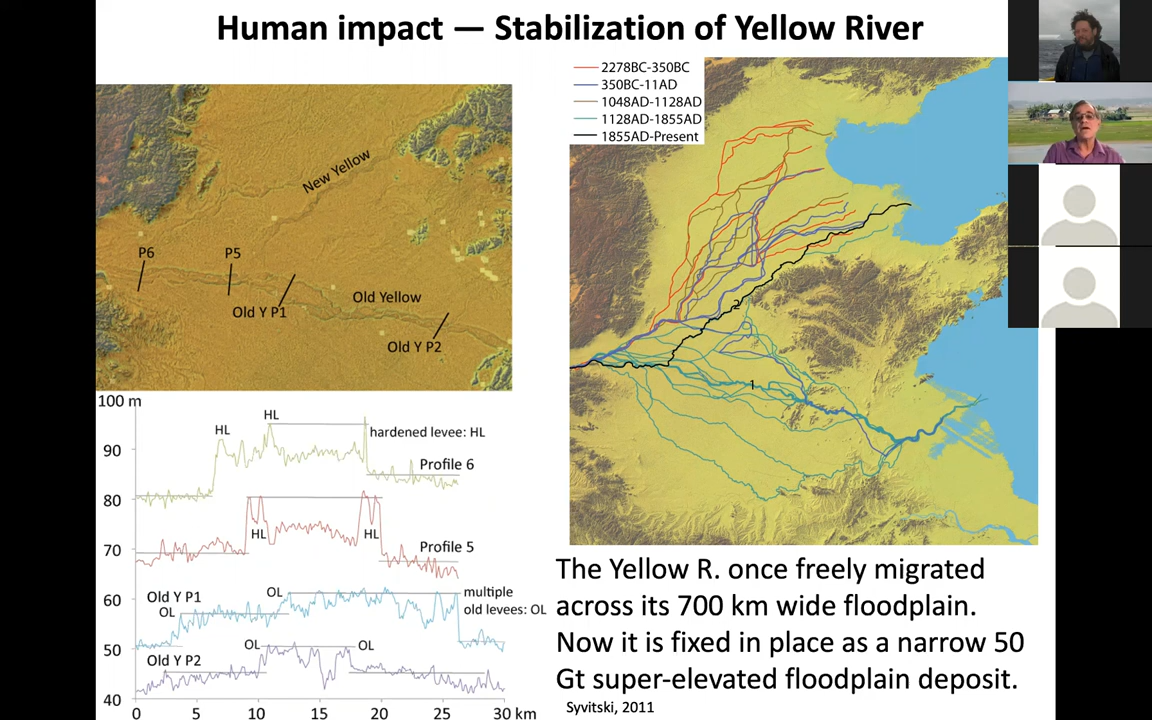 Human impact — Stabilization of Yellow River
2278BC-350BC
350BC-11AD
1048AD-1128AD
1128AD-1855AD
1855AD-Present
New Yellow
P6
P5
Old Yellow
Old Y P1
Old Y P2
2
1
100 m
90
80
70
60
50
40
HL
HL
hardened levee: HL
Profile 6
HL
HL
Profile 5
Old Y P1
OL
OL
multiple
old levees: OL
Old Y P2
OL
OL
0
5
10
15
20
25
30 km
The Yellow R. once freely migrated
across its 700 km wide floodplain.
Now it is fixed in place as a narrow 50
Gt super-elevated floodplain deposit.
Syvitski, 2011